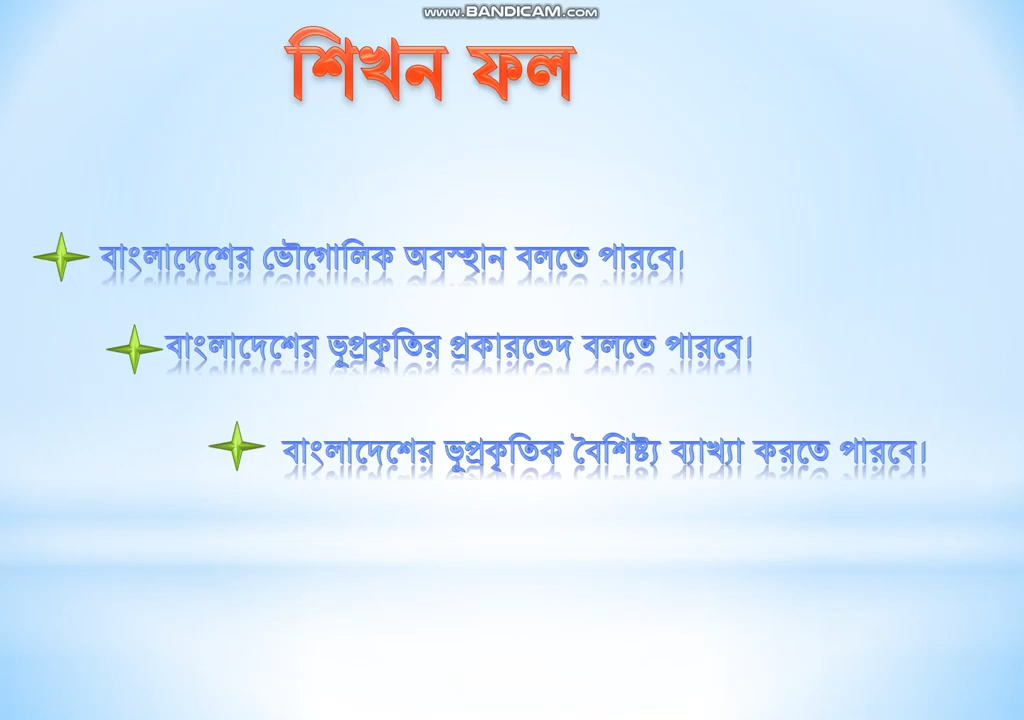 www.BANDICAM.com
শিখন ফল
বাংলাদেশের ভৌগোলিক অবস্হান বলতে পারবে।
বাংলাদেশের ভূপ্রকৃতির প্রকারভেদ বলতে পারবে।
বাংলাদেশের ভূপ্রকৃতিক বৈশিষ্ট্য ব্যাখ্যা করতে পারবে।